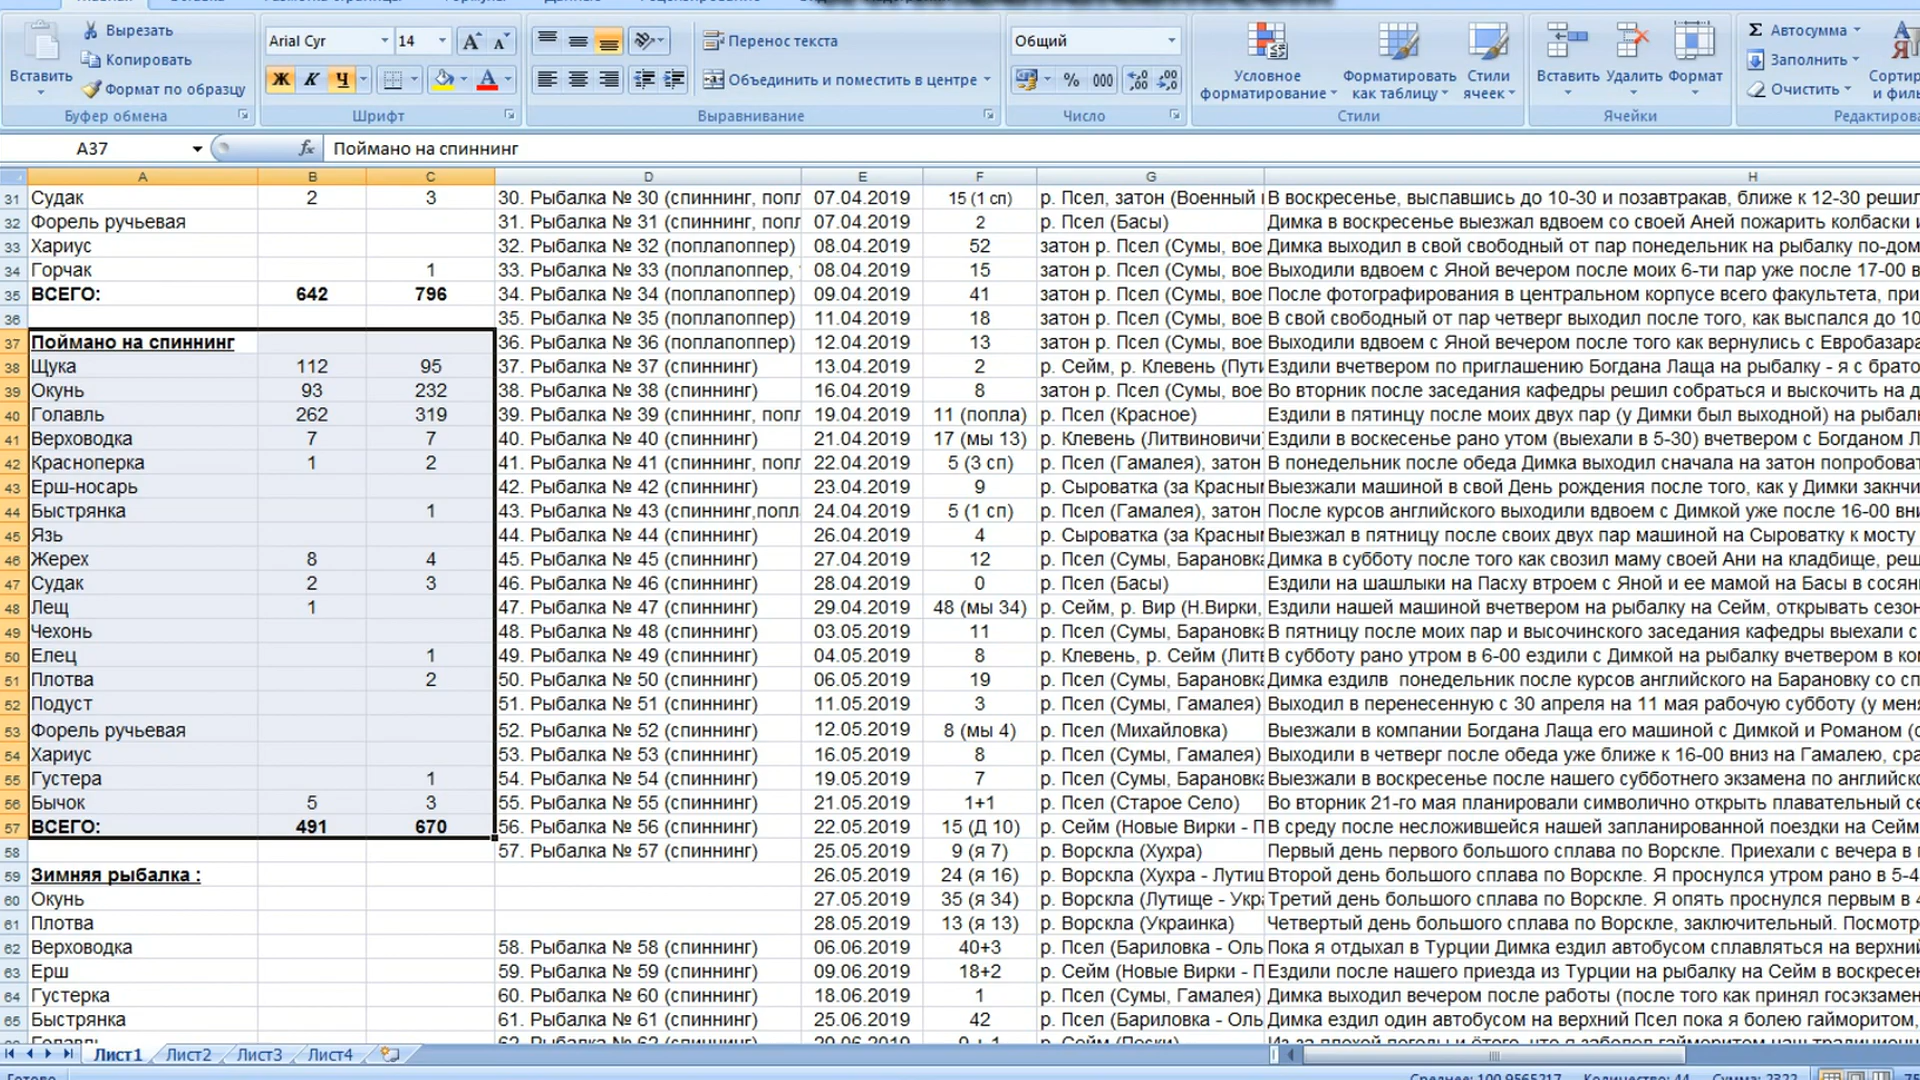 Вырезать
Копировать
Формат по образцу
Вставить
Буфер обмена
Arial Cyr 14
Ж К Ч
Шрифт
Перенос текста
Объединить и поместить в центре
Выравнивание
Общий
% 000
Число
Условное форматирование
Форматировать как таблицу
Стили ячеек
Стили
Вставить Удалить Формат
Ячейки
Σ Автосумма
Заполнить
Очистить
A37 fx Поймано на спиннинг
A B C D E F G H
31 Судак 2 3 30. Рыбалка № 30 (спиннинг, попл 07.04.2019 15 (1 сп) р. Псел, затон (Военный В воскресенье, выспавшись до 10-30 и позавтракав, ближе к 12-30 решил
32 Форель ручьевая 31. Рыбалка № 31 (спиннинг, попл 07.04.2019 2 р. Псел (Басы) Димка в воскресенье выезжал вдвоем со своей Аней пожарить колбаски и
33 Хариус 32. Рыбалка № 32 (поплапоппер) 08.04.2019 52 затон р. Псел (Сумы, вое Димка выходил в свой свободный от пар понедельник на рыбалку по-дом
34 Горчак 1 33. Рыбалка № 33 (поплапоппер, 08.04.2019 15 затон р. Псел (Сумы, вое Выходили вдвоем с Яной вечером после моих 6-ти пар уже после 17-00 в
35 ВСЕГО: 642 796 34. Рыбалка № 34 (поплапоппер) 09.04.2019 41 затон р. Псел (Сумы, вое После фотографирования в центральном корпусе всего факультета, при
36 35. Рыбалка № 35 (поплапоппер) 11.04.2019 18 затон р. Псел (Сумы, вое В свой свободный от пар четверг выходил после того, как выспался до 10
37 Поймано на спиннинг 36. Рыбалка № 36 (поплапоппер) 12.04.2019 13 затон р. Псел (Сумы, вое Выходили вдвоем с Яной вечером после того как вернулись с Евробазара
38 Щука 112 95 37. Рыбалка № 37 (спиннинг) 13.04.2019 2 р. Сейм, р. Клевень (Пути Ездили вчетвером по приглашению Богдана Лаща на рыбалку - я с брато
39 Окунь 93 232 38. Рыбалка № 38 (спиннинг) 16.04.2019 8 затон р. Псел (Сумы, вое Во вторник после заседания кафедры решил собраться и выскочить на д
40 Голавль 262 319 39. Рыбалка № 39 (спиннинг, попл 19.04.2019 11 (попла) р. Псел (Красное) Ездили в пятинцу после моих двух пар (у Димки был выходной) на рыбалк
41 Верховодка 7 7 40. Рыбалка № 40 (спиннинг) 21.04.2019 17 (мы 13) р. Клевень (Литвиновичи Ездили в воскесенье рано утом (выехали в 5-30) вчетвером с Богданом Л
42 Красноперка 1 2 41. Рыбалка № 41 (спиннинг, попл 22.04.2019 5 (3 сп) р. Псел (Гамалея), затон В понедельник после обеда Димка выходил сначала на затон попробоват
43 Ерш-носарь 42. Рыбалка № 42 (спиннинг) 23.04.2019 9 р. Сыроватка (за Красны Выезжали машиной в свой День рождения после того, как у Димки закнчи
44 Быстрянка 1 43. Рыбалка № 43 (спиннинг,попл 24.04.2019 5 (1 сп) р. Псел (Гамалея), затон После курсов английского выходили вдвоем с Димкой уже после 16-00 вни
45 Язь 44. Рыбалка № 44 (спиннинг) 26.04.2019 4 р. Сыроватка (за Красны Выезжал в пятницу после своих двух пар машиной на Сыроватку к мосту
46 Жерех 8 4 45. Рыбалка № 45 (спиннинг) 27.04.2019 12 р. Псел (Сумы, Барановка Димка в субботу после того как свозил маму своей Ани на кладбище, реш
47 Судак 2 3 46. Рыбалка № 46 (спиннинг) 28.04.2019 0 р. Псел (Басы) Ездили на шашлыки на Пасху втроем с Яной и ее мамой на Басы в сосян
48 Лещ 1 47. Рыбалка № 47 (спиннинг) 29.04.2019 48 (мы 34) р. Сейм, р. Вир (Н.Вирки, Ездили нашей машиной вчетвером на рыбалку на Сейм, открывать сезон
49 Чехонь 48. Рыбалка № 48 (спиннинг) 03.05.2019 11 р. Псел (Сумы, Барановка В пятницу после моих пар и высочинского заседания кафедры выехали с
50 Елец 1 49. Рыбалка № 49 (спиннинг) 04.05.2019 8 р. Клевень, р. Сейм (Лит В субботу рано утром в 6-00 ездили с Димкой на рыбалку вчетвером в ко
51 Плотва 2 50. Рыбалка № 50 (спиннинг) 06.05.2019 19 р. Псел (Сумы, Барановка Димка ездилв понедельник после курсов английского на Барановку со сп
52 Подуст 51. Рыбалка № 51 (спиннинг) 11.05.2019 3 р. Псел (Сумы, Гамалея) Выходил в перенесенную с 30 апреля на 11 мая рабочую субботу (у меня
53 Форель ручьевая 52. Рыбалка № 52 (спиннинг) 12.05.2019 8 (мы 4) р. Псел (Михайловка) Выезжали в компании Богдана Лаща его машиной с Димкой и Романом (с
54 Хариус 53. Рыбалка № 53 (спиннинг) 16.05.2019 8 р. Псел (Сумы, Гамалея) Выходили в четверг после обеда уже ближе к 16-00 вниз на Гамалею, сра
55 Густера 1 54. Рыбалка № 54 (спиннинг) 19.05.2019 7 р. Псел (Сумы, Барановка Выезжали в воскресенье после нашего субботнего экзамена по английско
56 Бычок 5 3 55. Рыбалка № 55 (спиннинг) 21.05.2019 1+1 р. Псел (Старое Село) Во вторник 21-го мая планировали символично открыть плавательный се
57 ВСЕГО: 491 670 56. Рыбалка № 56 (спиннинг) 22.05.2019 15 (Д 10) р. Сейм (Новые Вирки - П В среду после несложившейся нашей запланированной поездки на Сейм
58 57. Рыбалка № 57 (спиннинг) 25.05.2019 9 (я 7) р. Ворскла (Хухра) Первый день первого большого сплава по Ворскле. Приехали с вечера в
59 Зимняя рыбалка : 26.05.2019 24 (я 16) р. Ворскла (Хухра - Лутищ Второй день большого сплава по Ворскле. Я проснулся утром рано в 5-4
60 Окунь 27.05.2019 35 (я 34) р. Ворскла (Лутище - Укра Третий день большого сплава по Ворскле. Я опять проснулся первым в 4
61 Плотва 28.05.2019 13 (я 13) р. Ворскла (Украинка) Четвертый день большого сплава по Ворскле, заключительный. Посмотр
62 Верховодка 58. Рыбалка № 58 (спиннинг) 06.06.2019 40+3 р. Псел (Бариловка - Оль Пока я отдыхал в Турции Димка ездил автобусом сплавляться на верхний
63 Ерш 59. Рыбалка № 59 (спиннинг) 09.06.2019 18+2 р. Сейм (Новые Вирки - П Ездили после нашего приезда из Турции на рыбалку на Сейм в воскресен
64 Густерка 60. Рыбалка № 60 (спиннинг) 18.06.2019 1 р. Псел (Сумы, Гамалея) Димка выходил вечером после работы (после того как принял госэкзамен
65 Быстрянка 61. Рыбалка № 61 (спиннинг) 25.06.2019 42 р. Псел (Бариловка - Оль Димка ездил один автобусом на верхний Псел пока я болею гайморитом,
Лист1 Лист2 Лист3 Лист4